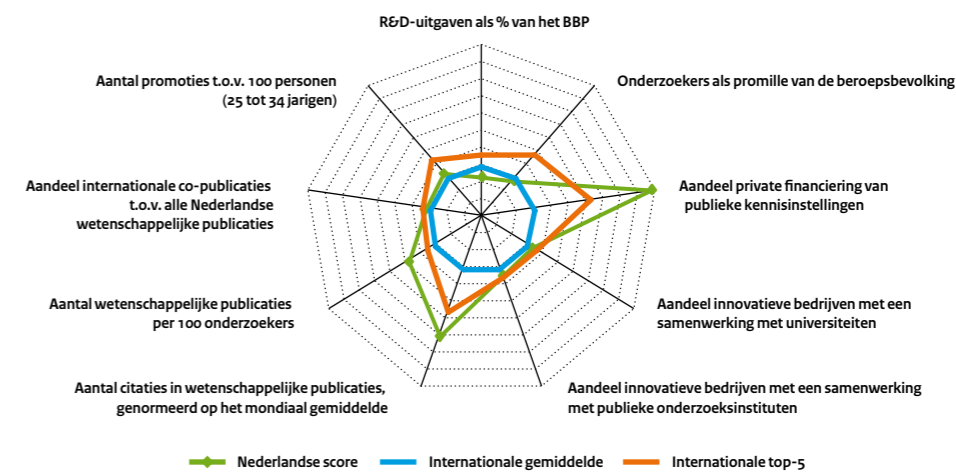 R&D-uitgaven als % van het BBP
Onderzoekers als promille van de beroepsbevolking
Aandeel private financiering van
publieke kennisinstellingen
Aandeel innovatieve bedrijven met een
samenwerking met universiteiten
Aandeel innovatieve bedrijven met een samenwerking
met publieke onderzoeksinstituten
Aantal citaties in wetenschappelijke publicaties,
genormeerd op het mondiaal gemiddelde
Aantal wetenschappelijke publicaties
per 100 onderzoekers
Aandeel internationale co-publicaties
t.o.v. alle Nederlandse
wetenschappelijke publicaties
Aantal promoties t.o.v. 100 personen
(25 tot 34 jarigen)
Nederlandse score
Internationale gemiddelde
Internationale top-5